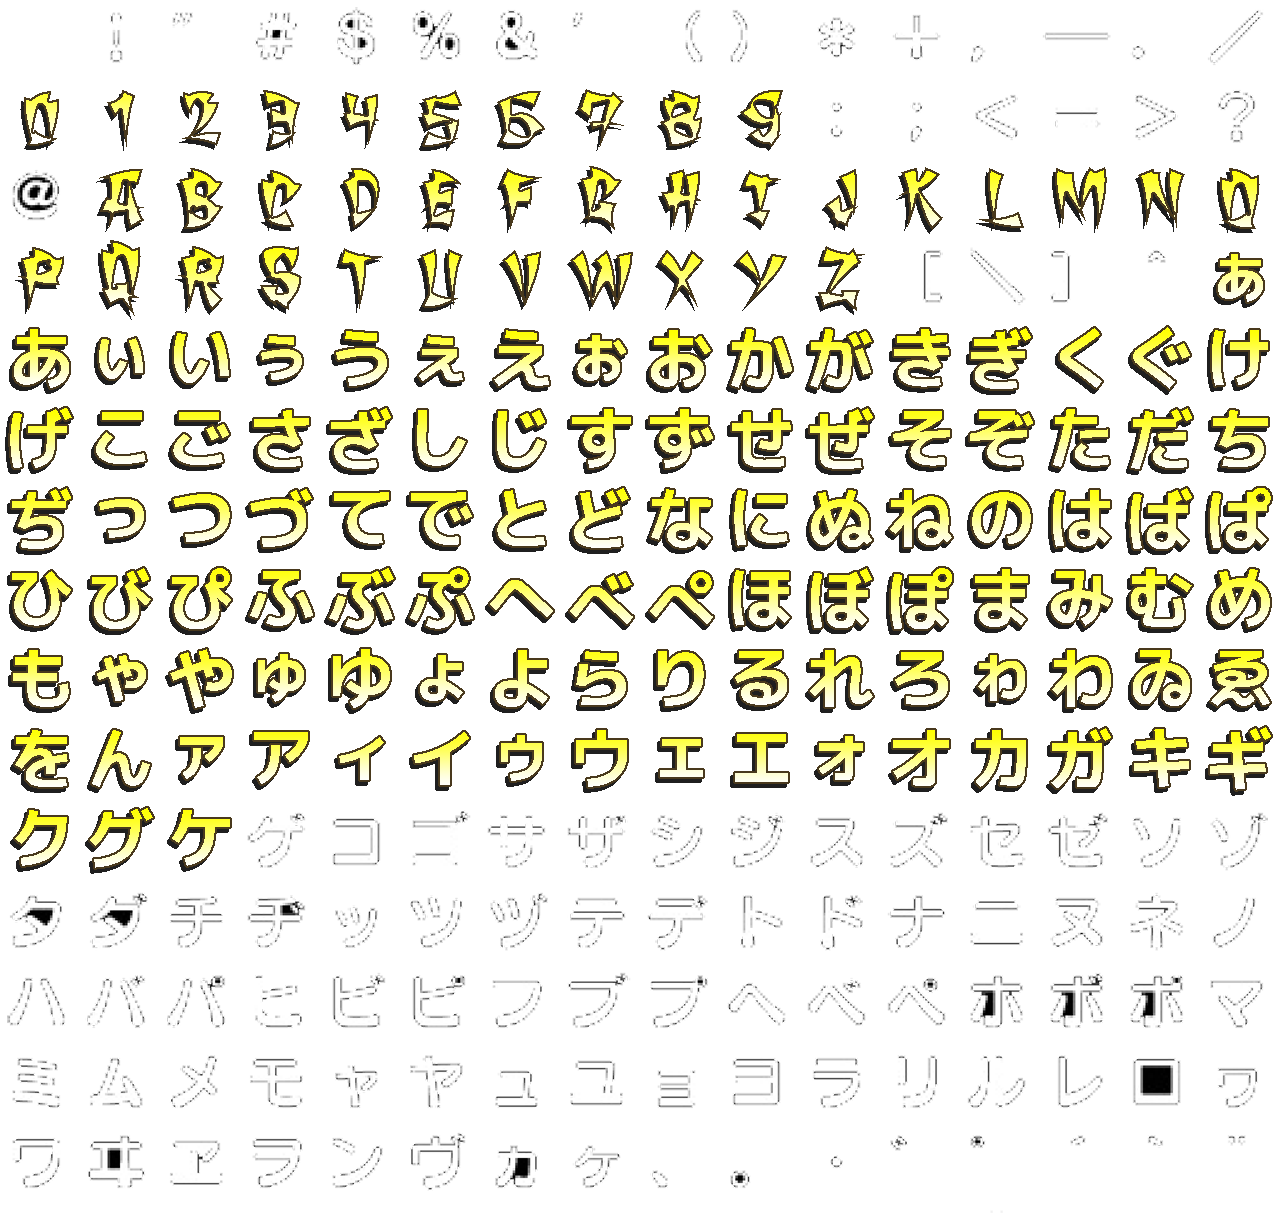 ! " # $ % & ' ( ) * + , — . /
0 1 2 3 4 5 6 7 8 9 : ; < − > ?
@ A B C D E F G H I J K L M N O
P Q R S T U V W X Y Z [ \ ] ^ あ
あ ぃ い ぅ う ぇ え ぉ お か が き ぎ く ぐ け
げ こ ご さ ざ し じ す ず せ ぜ そ ぞ た だ ち
ぢ っ つ づ て で と ど な に ぬ ね の は ば ぱ
ひ び ぴ ふ ぶ ぷ へ べ ぺ ほ ぼ ぽ ま み む め
も ゃ や ゅ ゆ ょ よ ら り る れ ろ ゎ わ ゐ ゑ
を ん ァ ア ィ イ ゥ ウ ェ エ ォ オ カ ガ キ ギ
ク グ ケ ゲ コ ゴ サ ザ シ ジ ス ズ セ ゼ ソ ゾ
タ ダ チ ヂ ッ ツ ヅ テ デ ト ド ナ ニ ヌ ネ ノ
ハ バ パ ヒ ビ ピ フ ブ プ ヘ ベ ペ ホ ボ ポ マ
ミ ム メ モ ャ ヤ ュ ユ ョ ヨ ラ リ ル レ ロ ヮ
ワ ヰ ヱ ヲ ン ヴ ヵ ヶ 、 。 ・ ゛ ゜